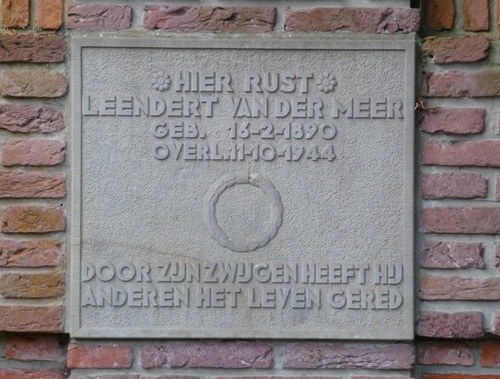 HIER RUST
LEENDERT VAN DER MEER
GEB. 16-2-1890
OVERL. 11-10-1944
DOOR ZIJN ZWIJGEN HEEFT HIJ
ANDEREN HET LEVEN GERED